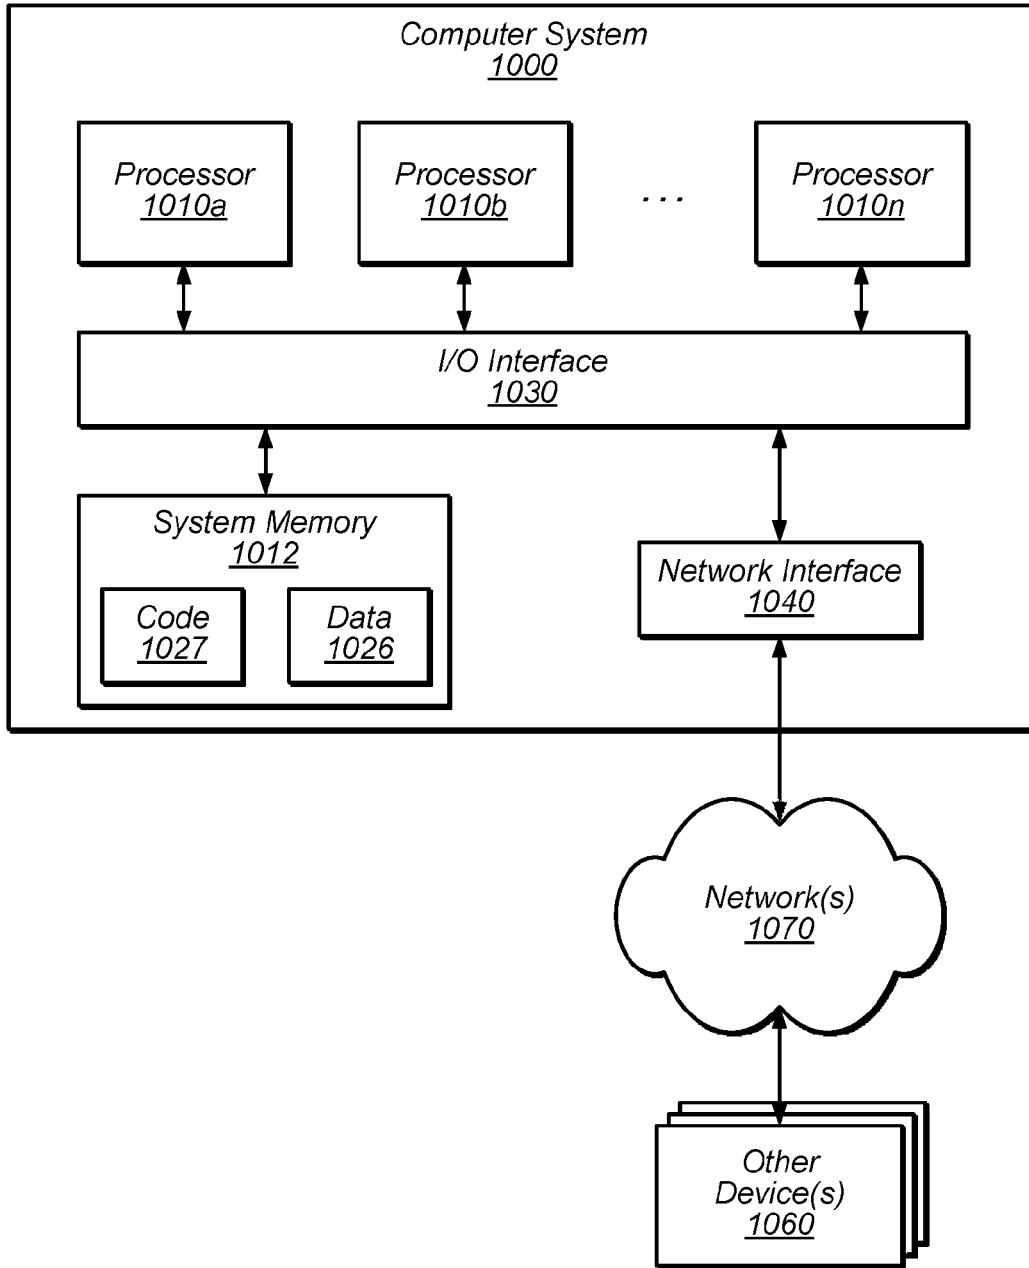 Computer System
1000
Processor
1010a
Processor
1010b
...
Processor
1010n
I/O Interface
1030
System Memory
1012
Code
1027
Data
1026
Network Interface
1040
Network(s)
1070
Other
Device(s)
1060